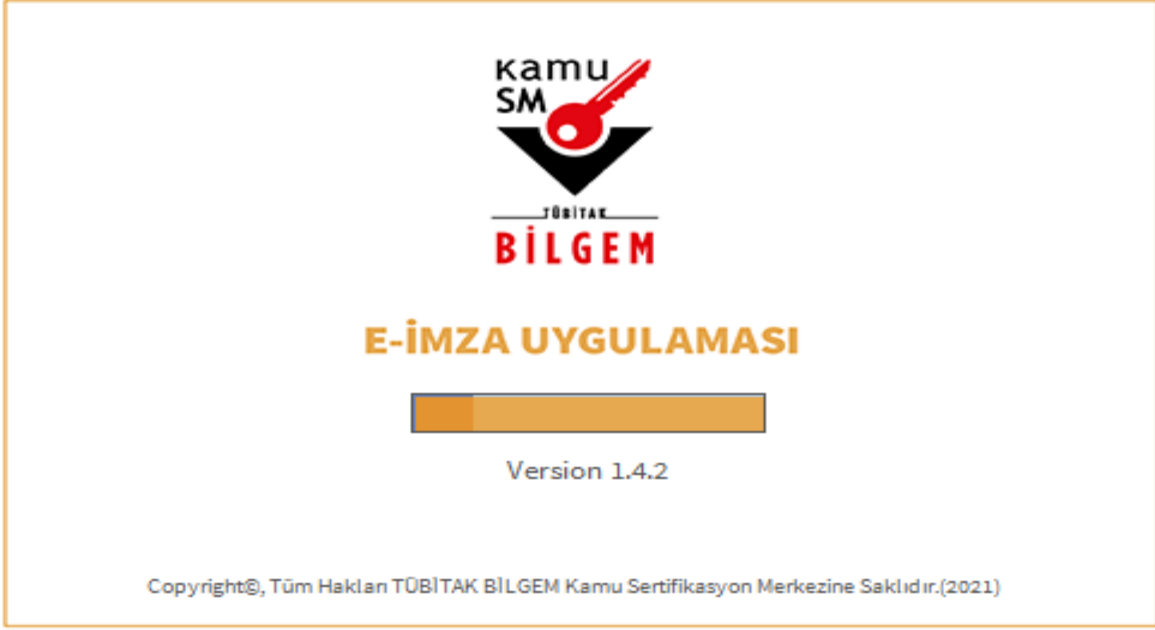 Kamu
SM
TÜBİTAK
BİLGEM
E-İMZA UYGULAMASI
Version 1.4.2
Copyright©, Tüm Hakları TÜBİTAK BİLGEM Kamu Sertifikasyon Merkezine Saklıdır.(2021)